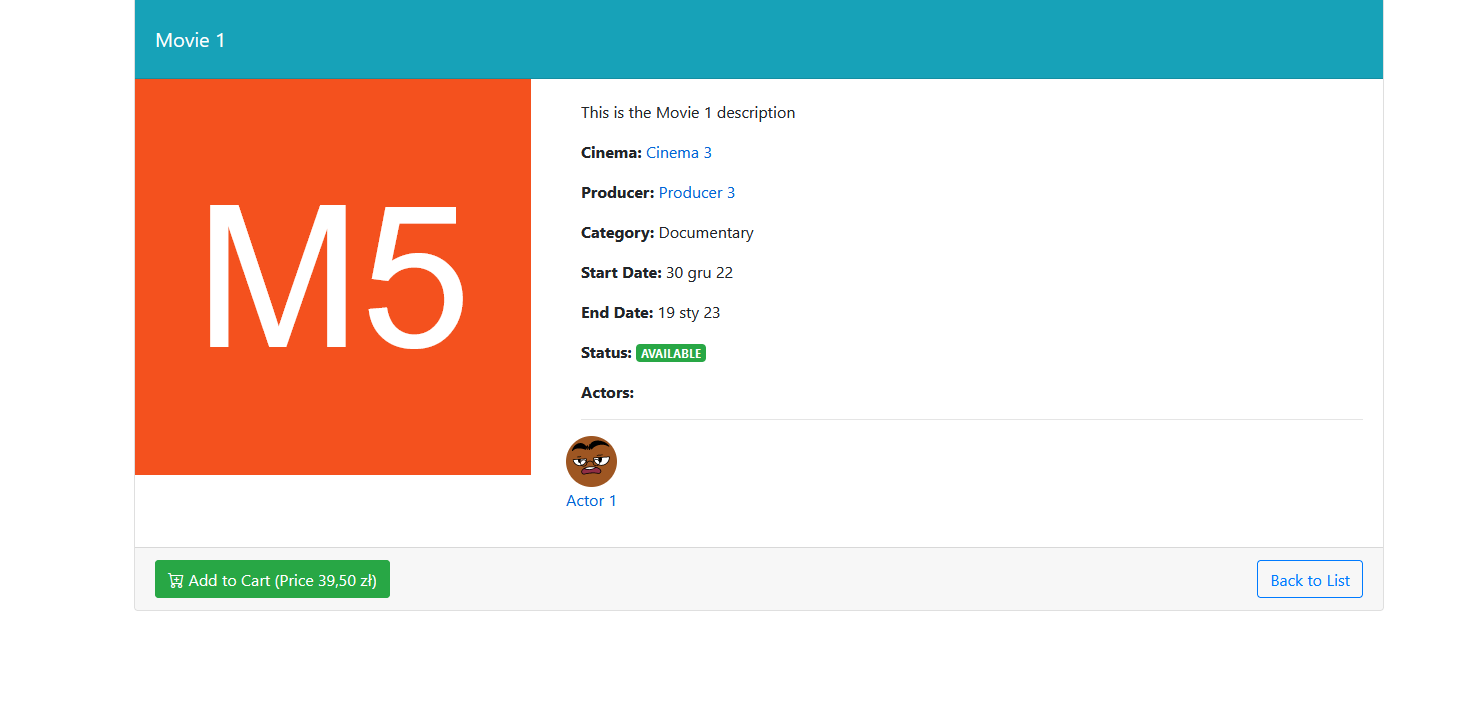 Movie 1
M5
This is the Movie 1 description
Cinema: Cinema 3
Producer: Producer 3
Category: Documentary
Start Date: 30 gru 22
End Date: 19 sty 23
Status: AVAILABLE
Actors:
Actor 1
Add to Cart (Price 39,50 zł)
Back to List